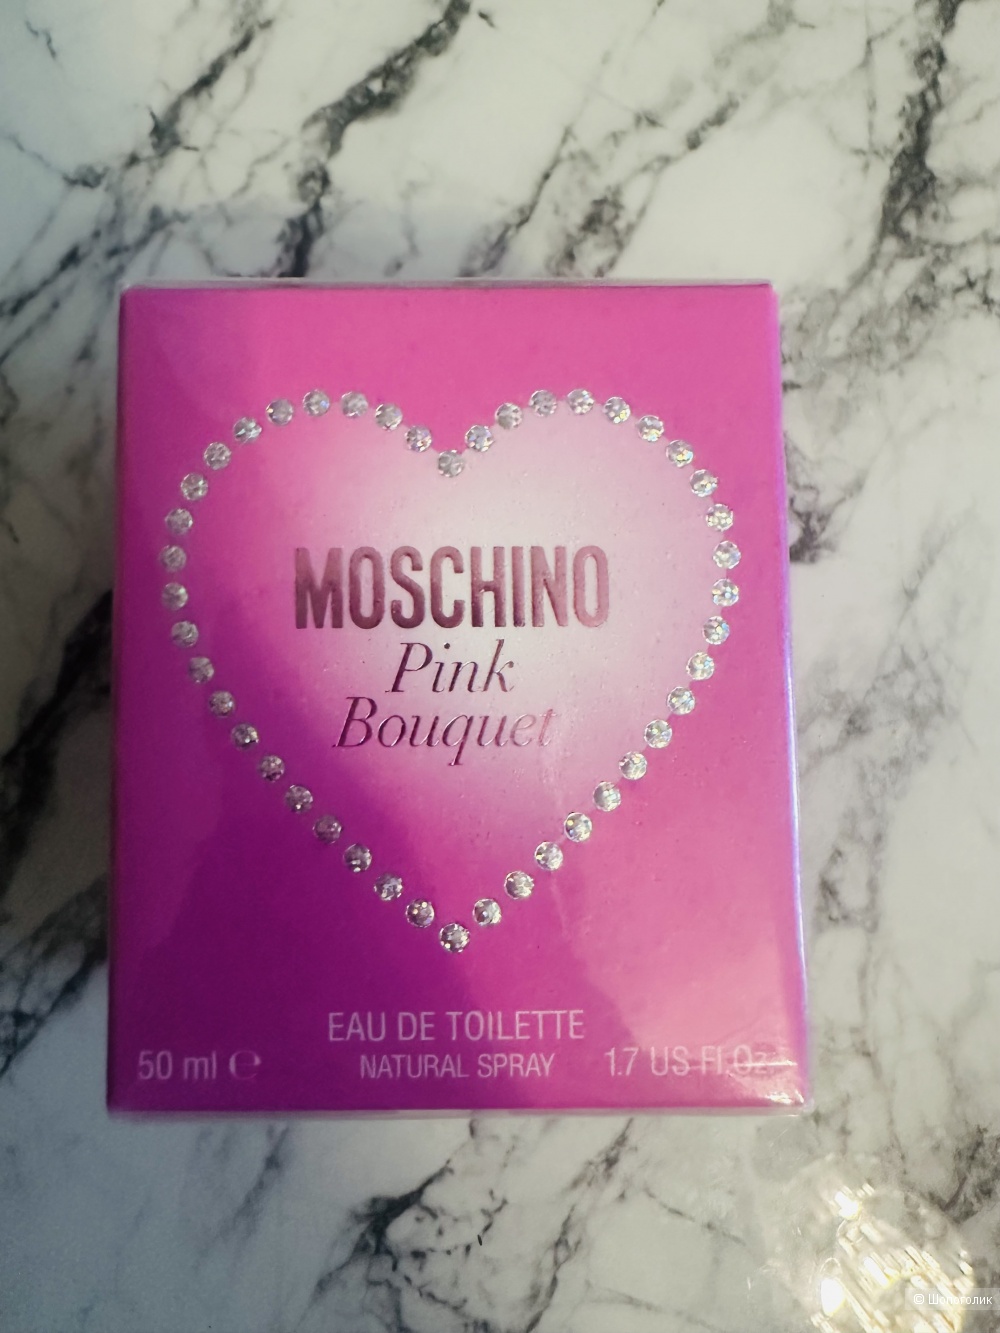 MOSCHINO
Pink
Bouquet
EAU DE TOILETTE
50 ml ℮ NATURAL SPRAY 1.7 US Fl.Oz
© Шопоголик